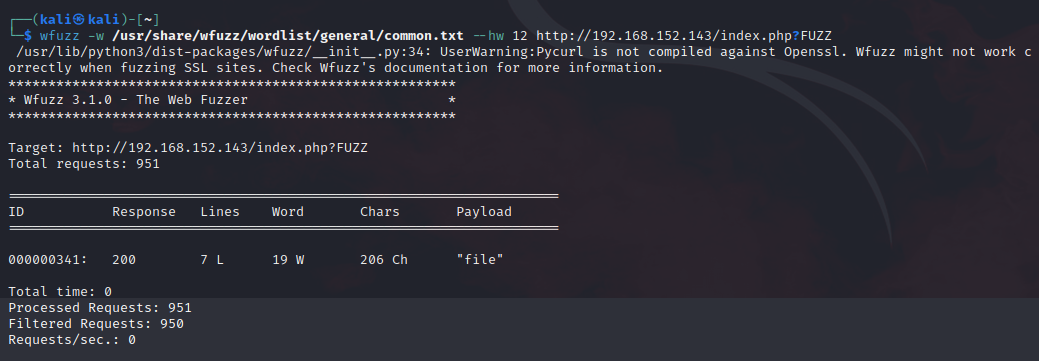 ┌──(kali㉿kali)-[~]
└─$ wfuzz -w /usr/share/wfuzz/wordlist/general/common.txt --hw 12 http://192.168.152.143/index.php?FUZZ
 /usr/lib/python3/dist-packages/wfuzz/__init__.py:34: UserWarning:Pycurl is not compiled against Openssl. Wfuzz might not work c
orrectly when fuzzing SSL sites. Check Wfuzz's documentation for more information.
********************************************************
* Wfuzz 3.1.0 - The Web Fuzzer                         *
********************************************************
Target: http://192.168.152.143/index.php?FUZZ
Total requests: 951
=====================================================================
ID           Response   Lines    Word       Chars       Payload
=====================================================================
000000341:   200        7 L      19 W       206 Ch      "file"
Total time: 0
Processed Requests: 951
Filtered Requests: 950
Requests/sec.: 0